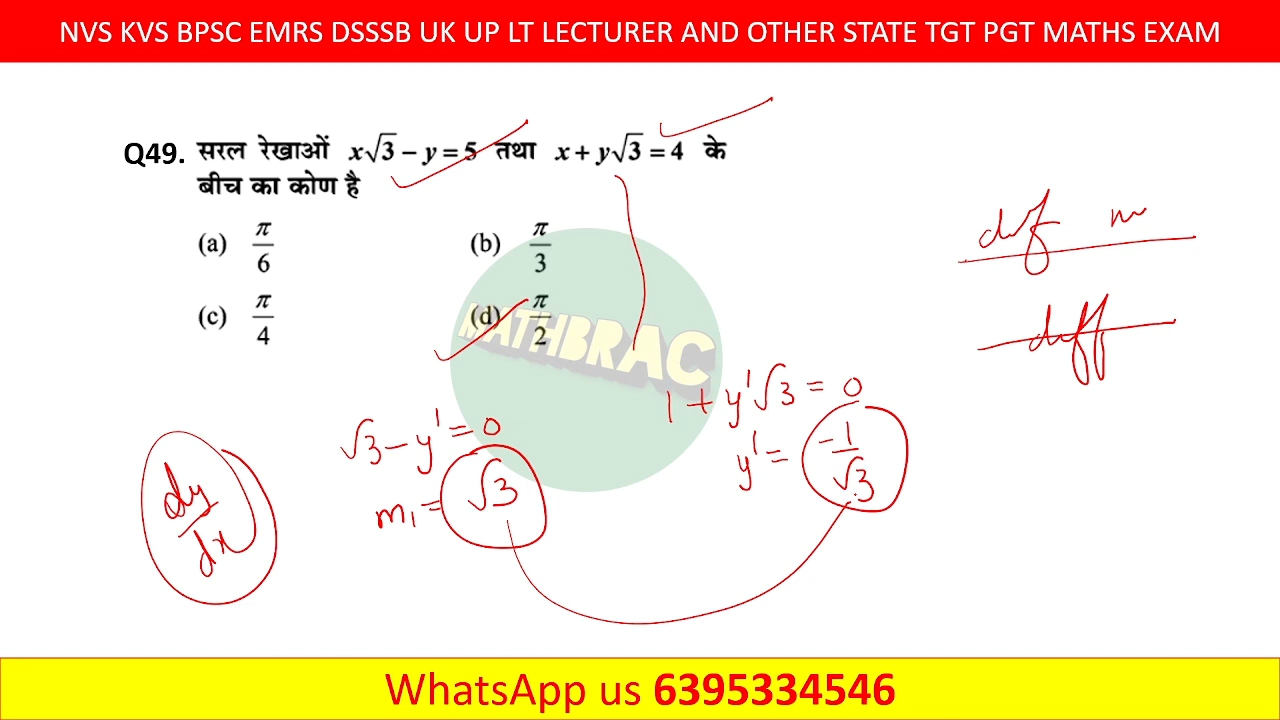 NVS KVS BPSC EMRS DSSSB UK UP LT LECTURER AND OTHER STATE TGT PGT MATHS EXAM
Q49. सरल रेखाओं x√3 – y = 5 तथा x + y√3 = 4 के
बीच का कोण है
(a) π/6 (b) π/3
(c) π/4 (d) π/2
MATHBRAC
m
diff
1 + y'√3 = 0
√3 – y' = 0
y' = -1/√3
m₁ = √3
dy/dx
WhatsApp us 6395334546